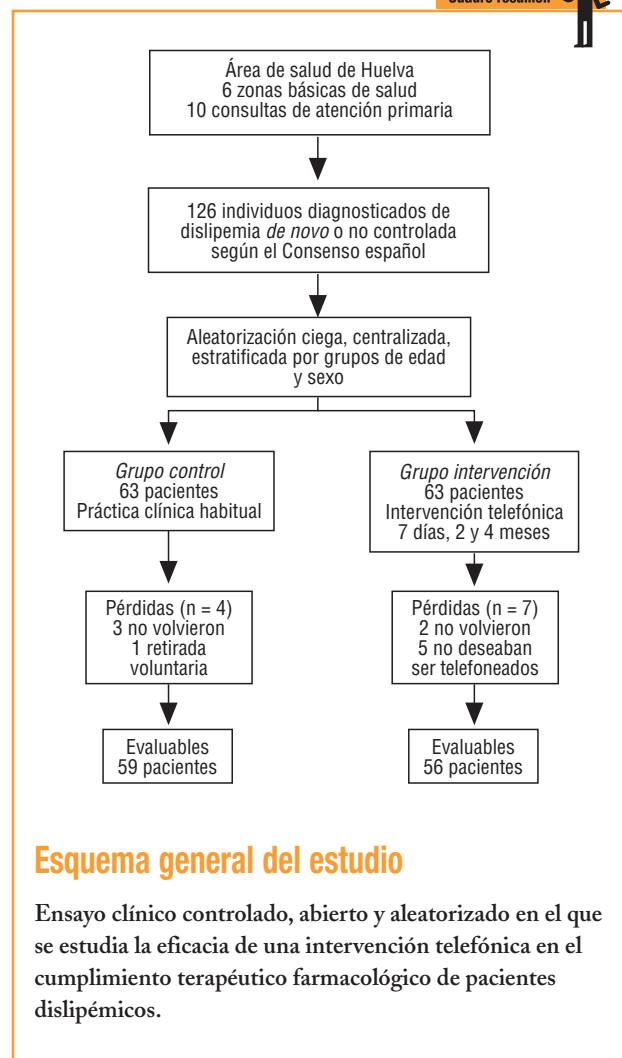 Cuadro resumen
Área de salud de Huelva
6 zonas básicas de salud
10 consultas de atención primaria
126 individuos diagnosticados de
dislipemia de novo o no controlada
según el Consenso español
Aleatorización ciega, centralizada,
estratificada por grupos de edad
y sexo
Grupo control
63 pacientes
Práctica clínica habitual
Grupo intervención
63 pacientes
Intervención telefónica
7 días, 2 y 4 meses
Pérdidas (n = 4)
3 no volvieron
1 retirada
voluntaria
Pérdidas (n = 7)
2 no volvieron
5 no deseaban
ser telefoneados
Evaluables
59 pacientes
Evaluables
56 pacientes
Esquema general del estudio
Ensayo clínico controlado, abierto y aleatorizado en el que
se estudia la eficacia de una intervención telefónica en el
cumplimiento terapéutico farmacológico de pacientes
dislipémicos.